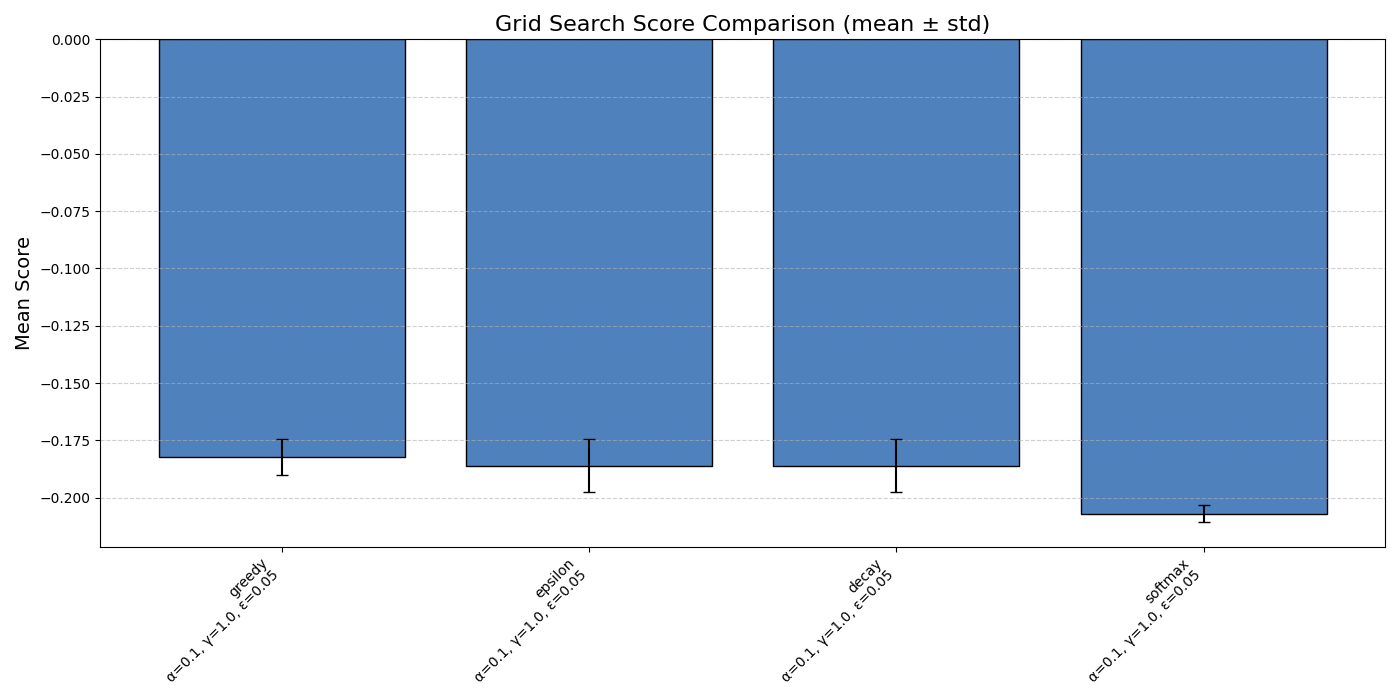 Grid Search Score Comparison (mean ± std)
Mean Score
0.000
−0.025
−0.050
−0.075
−0.100
−0.125
−0.150
−0.175
−0.200
greedy
α=0.1, γ=1.0, ε=0.05
epsilon
α=0.1, γ=1.0, ε=0.05
decay
α=0.1, γ=1.0, ε=0.05
softmax
α=0.1, γ=1.0, ε=0.05